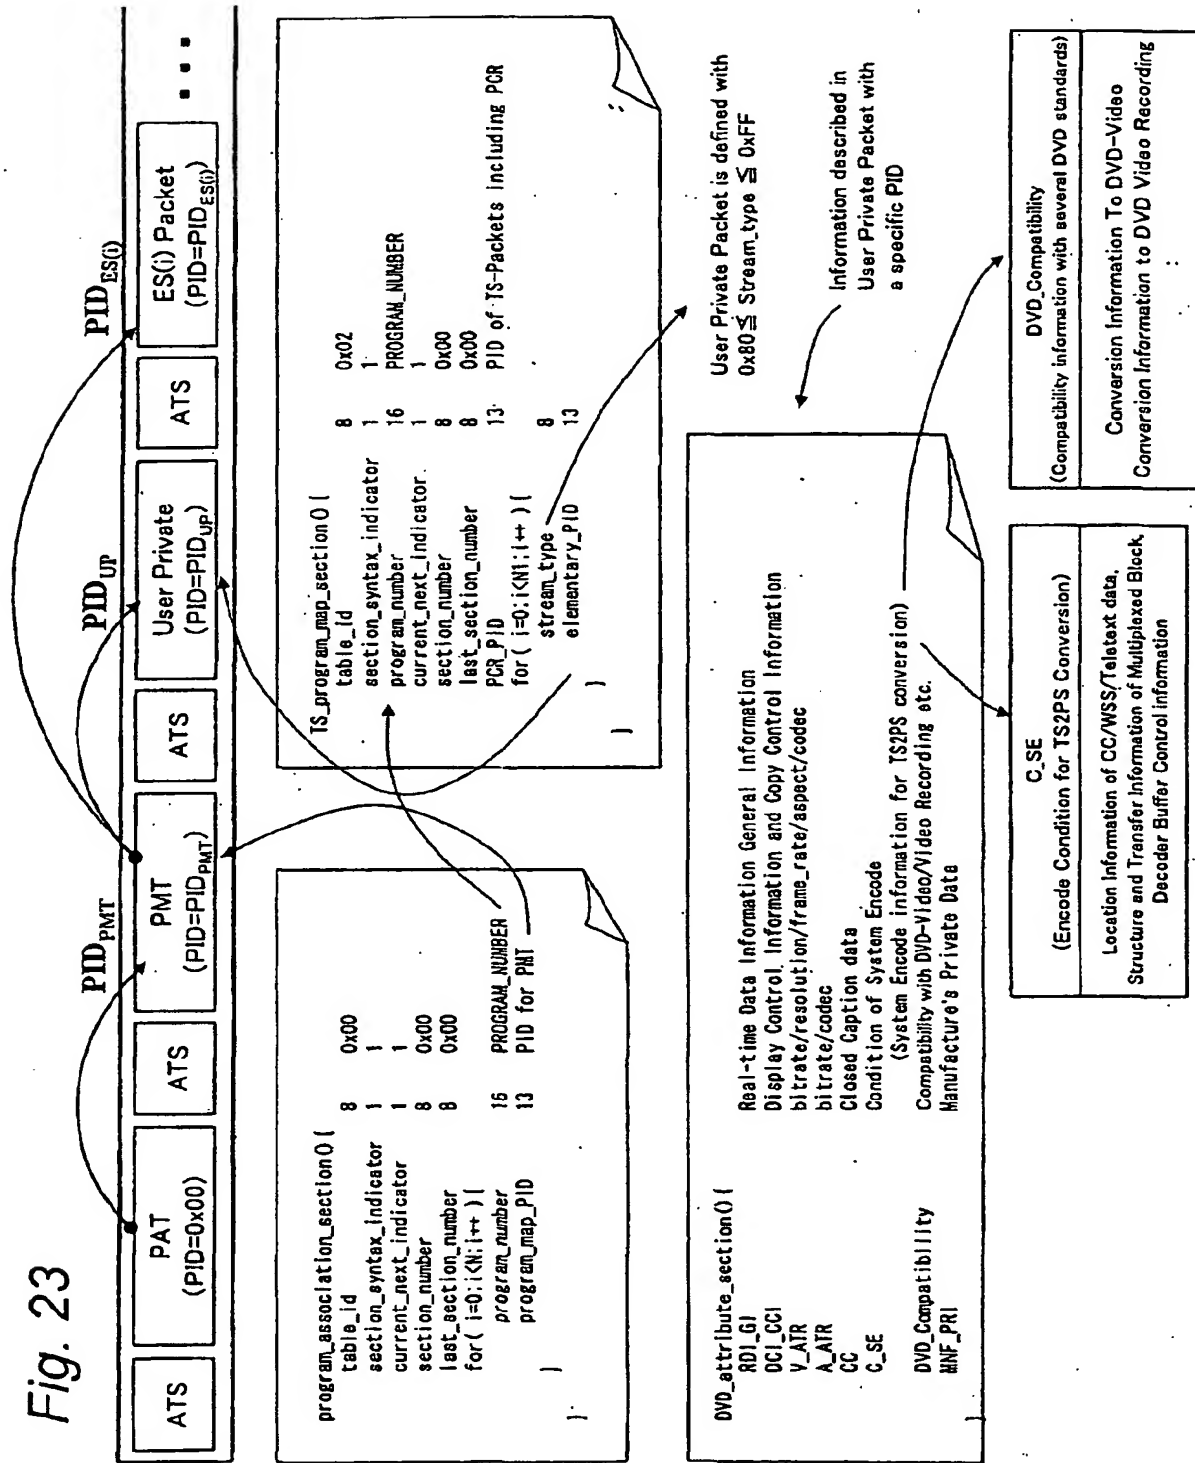 Fig. 23
PID_PMT
PID_UP
PID_ES(i)
ATS
PAT
(PID=0x00)
ATS
PMT
(PID=PID_PMT)
ATS
User Private
(PID=PID_UP)
ATS
ES(i) Packet
(PID=PID_ES(i))
program_association_section() {
table_id 8 0x00
section_syntax_indicator 1 1
current_next_indicator 1 1
section_number 8 0x00
last_section_number 8 0x00
for ( i=0;i<N;i++ ) {
program_number 16 PROGRAM_NUMBER
program_map_PID 13 PID for PMT
}
TS_program_map_section() {
table_id 8 0x02
section_syntax_indicator 1 1
program_number 16 PROGRAM_NUMBER
current_next_indicator 1 1
section_number 8 0x00
last_section_number 8 0x00
PCR_PID 13 PID of TS-Packets including PCR
for ( i=0;i<N1;i++ ) {
stream_type 8
elementary_PID 13
}
}
User Private Packet is defined with
0x80≦ Stream_type ≦ 0xFF
Information described in
User Private Packet with
a specific PID
DVD_attribute_section() {
RDI_GI Real-time Data Information General Information
DCI_CCI Display Control, Information and Copy Control Information
V_ATR bitrate/resolution/frame_rate/aspect/codec
A_ATR bitrate/codec
CC Closed Caption data
C_SE Condition of System Encode
(System Encode information for TS2PS conversion)
DVD_Compatibility Compatibility with DVD-Video/Video Recording etc.
MNF_PRI Manufacture's Private Data
}
C_SE
(Encode Condition for TS2PS Conversion)
Location Information of CC/WSS/Teletext data,
Structure and Transfer Information of Multiplexed Block,
Decoder Buffer Control information
DVD_Compatibility
(Compatibility information with several DVD standards)
Conversion Information To DVD-Video
Conversion Information to DVD Video Recording